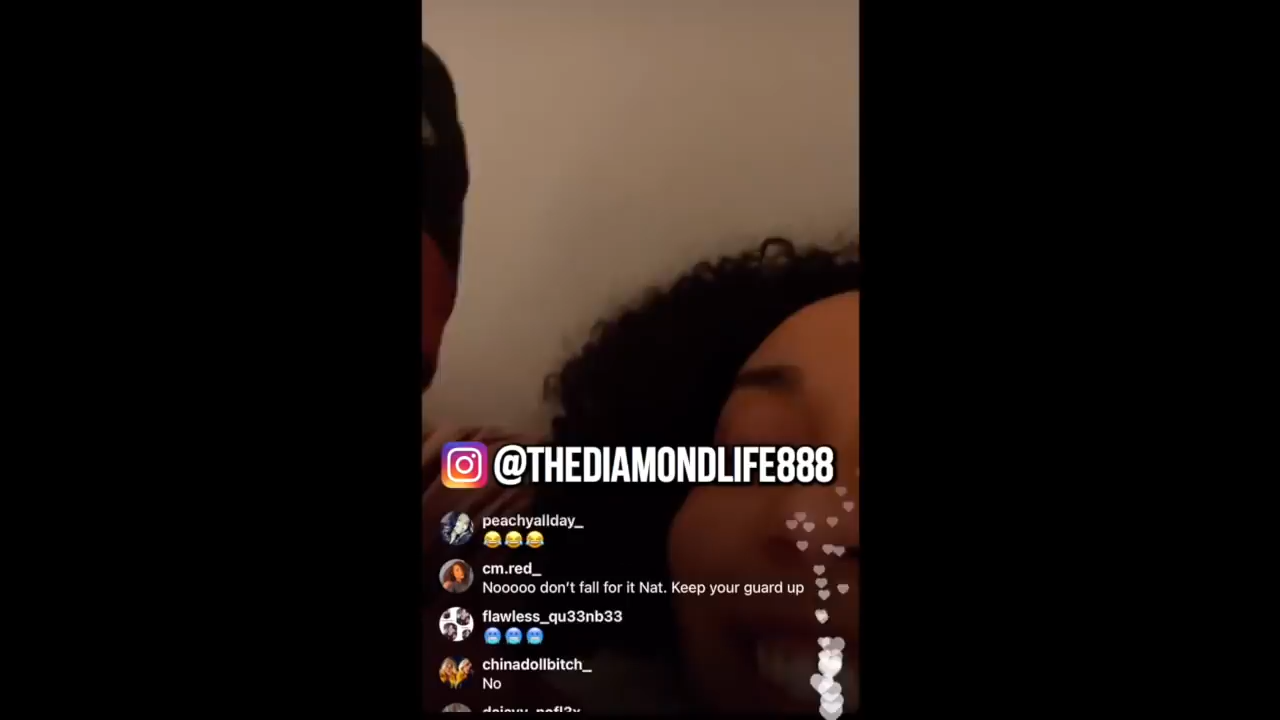 @THEDIAMONDLIFE888
peachyallday_
😂😂😂
cm.red_
Nooooo don’t fall for it Nat. Keep your guard up
flawless_qu33nb33
🥶🥶🥶
chinadollbitch_
No